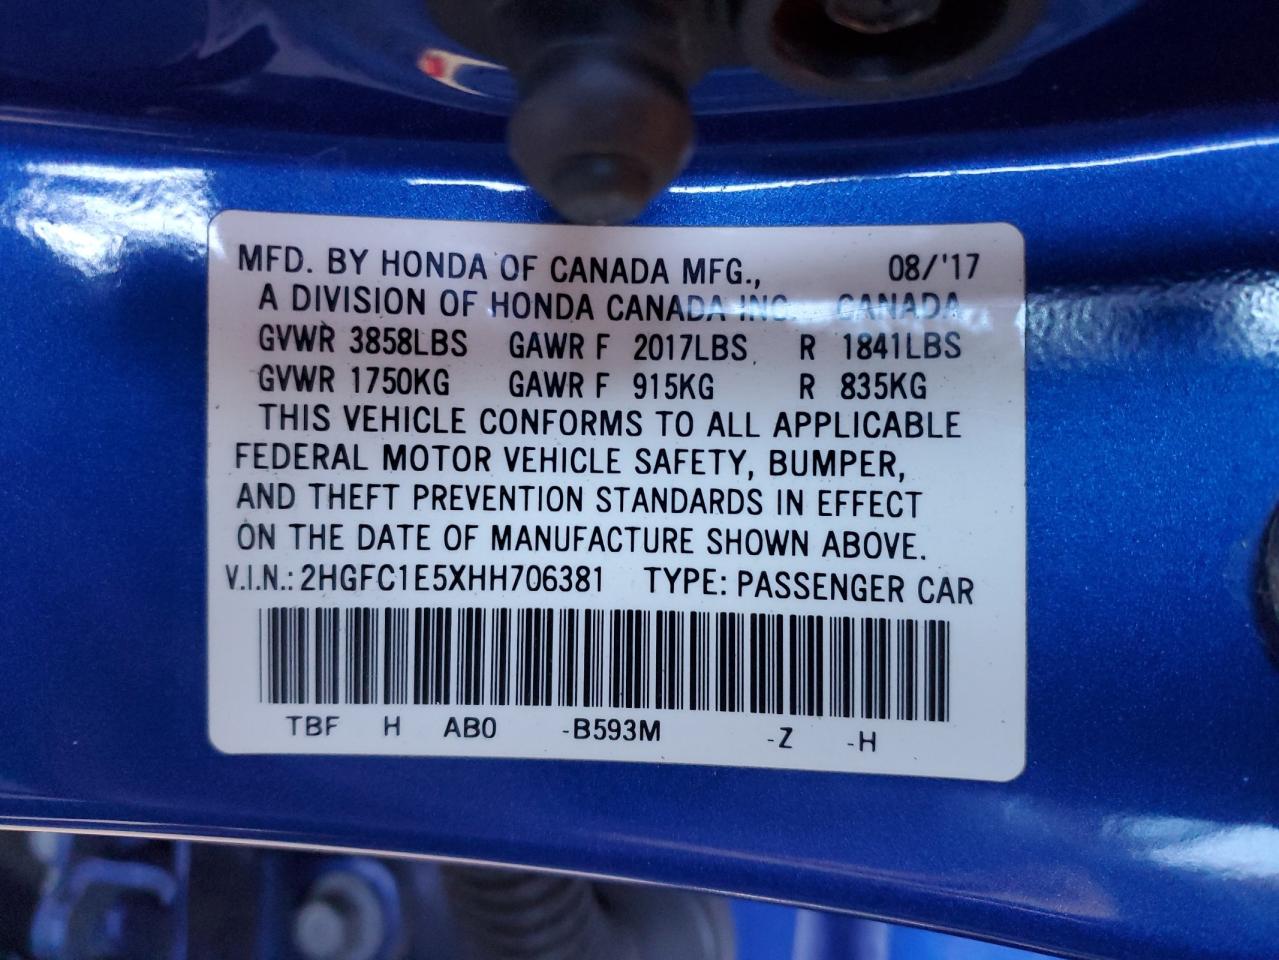 MFD. BY HONDA OF CANADA MFG., 08/'17
A DIVISION OF HONDA CANADA INC. CANADA
GVWR 3858LBS GAWR F 2017LBS R 1841LBS
GVWR 1750KG GAWR F 915KG R 835KG
THIS VEHICLE CONFORMS TO ALL APPLICABLE
FEDERAL MOTOR VEHICLE SAFETY, BUMPER,
AND THEFT PREVENTION STANDARDS IN EFFECT
ON THE DATE OF MANUFACTURE SHOWN ABOVE.
V.I.N.: 2HGFC1E5XHH706381 TYPE: PASSENGER CAR
TBF H AB0 -B593M -Z -H